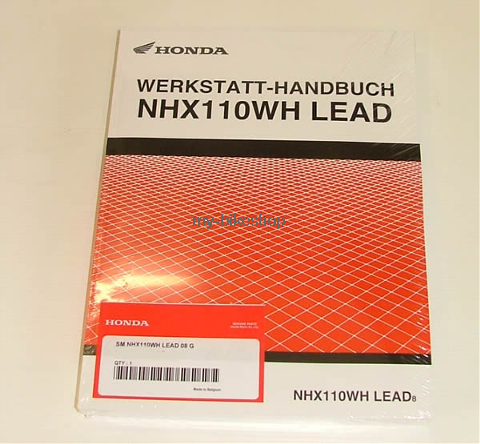 HONDA
WERKSTATT-HANDBUCH
NHX110WH LEAD
my-bikeshop
HONDA
SM NHX110WH LEAD 08 G
QTY : 1
Made in Belgium
NHX110WH LEAD8